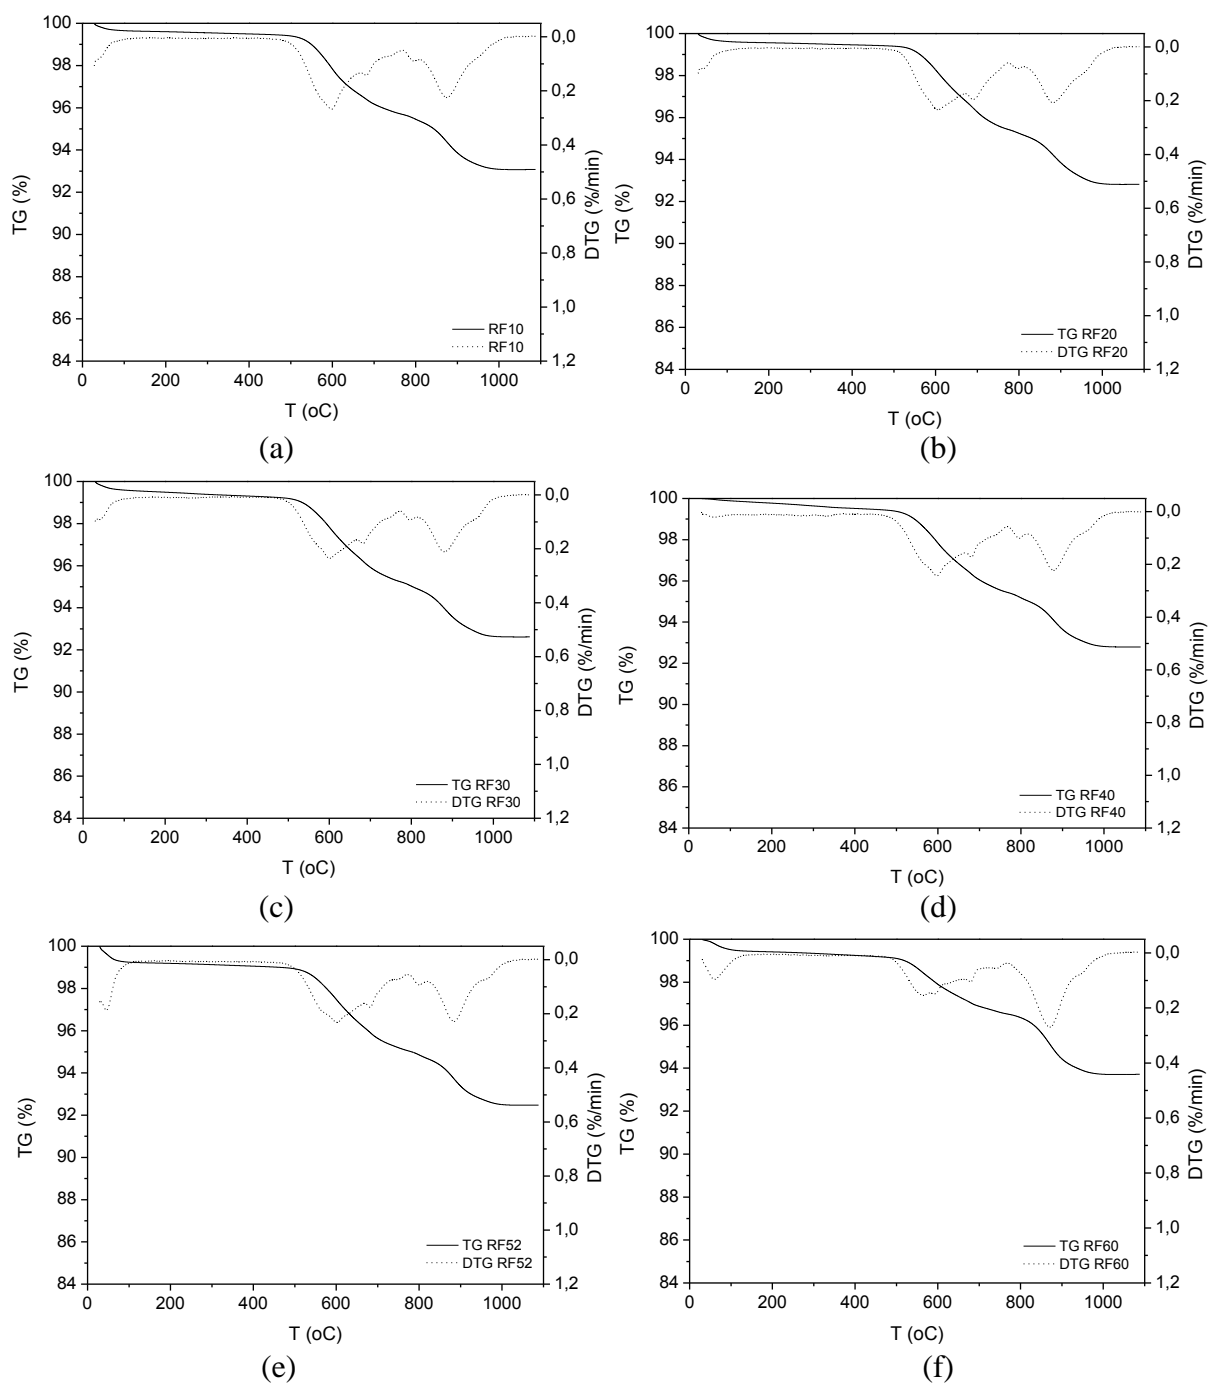 100
98
96
94
92
90
88
86
84
TG (%)
0,0
0,2
0,4
0,6
0,8
1,0
1,2
DTG (%/min)
RF10
RF10
0 200 400 600 800 1000
T (oC)
(a)
100
98
96
94
92
90
88
86
84
TG (%)
0,0
0,2
0,4
0,6
0,8
1,0
1,2
DTG (%/min)
TG RF20
DTG RF20
0 200 400 600 800 1000
T (oC)
(b)
100
98
96
94
92
90
88
86
84
TG (%)
0,0
0,2
0,4
0,6
0,8
1,0
1,2
DTG (%/min)
TG RF30
DTG RF30
0 200 400 600 800 1000
T (oC)
(c)
100
98
96
94
92
90
88
86
84
TG (%)
0,0
0,2
0,4
0,6
0,8
1,0
1,2
DTG (%/min)
TG RF40
DTG RF40
200 400 600 800 1000
T (oC)
(d)
100
98
96
94
92
90
88
86
84
TG (%)
0,0
0,2
0,4
0,6
0,8
1,0
1,2
DTG (%/min)
TG RF52
DTG RF52
0 200 400 600 800 1000
T (oC)
(e)
100
98
96
94
92
90
88
86
84
TG (%)
0,0
0,2
0,4
0,6
0,8
1,0
1,2
DTG (%/min)
TG RF60
DTG RF60
0 200 400 600 800 1000
T (oC)
(f)